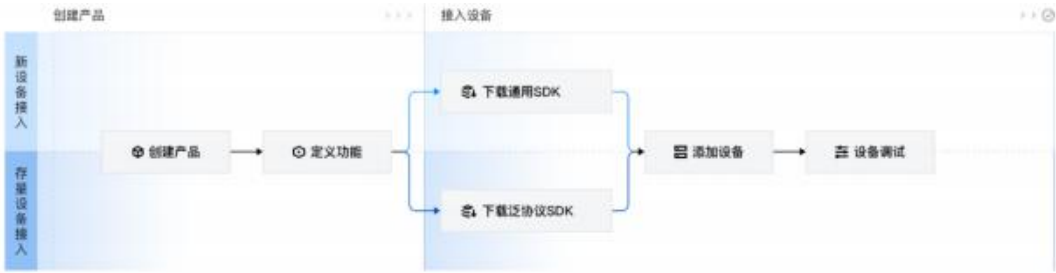 创建产品
接入设备
新设备接入
下载通用SDK
创建产品
定义功能
添加设备
设备调试
存量设备接入
下载泛协议SDK